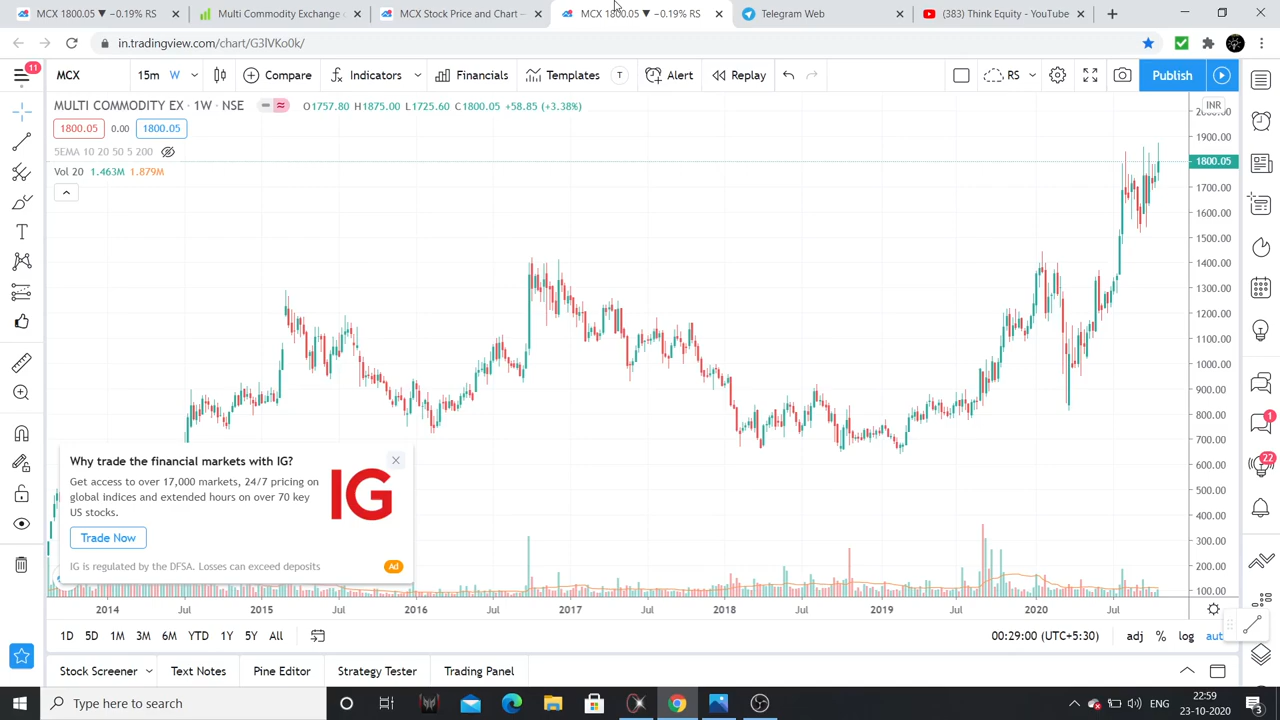 MCX 1800.05 ▼ −0.19% RS
Multi Commodity Exchange
MCX Stock Price and Chart —
MCX 1800.05 ▼ −0.19% RS
Telegram Web
(383) Think Equity - YouTube
in.tradingview.com/chart/G3lVKo0k/
11
MCX
15m
W
Compare
Indicators
Financials
Templates
T
Alert
Replay
RS
Publish
MULTI COMMODITY EX · 1W · NSE
O1757.80 H1875.00 L1725.60 C1800.05 +58.85 (+3.38%)
INR
1800.05
0.00
1800.05
5EMA 10 20 50 5 200
Vol 20 1.463M 1.879M
2000.00
1900.00
1800.05
1700.00
1600.00
1500.00
1400.00
1300.00
1200.00
1100.00
1000.00
900.00
800.00
700.00
600.00
500.00
400.00
300.00
200.00
100.00
T
Why trade the financial markets with IG?
Get access to over 17,000 markets, 24/7 pricing on
global indices and extended hours on over 70 key
US stocks.
IG
Trade Now
IG is regulated by the DFSA. Losses can exceed deposits
Ad
1
22
2014
Jul
2015
Jul
2016
Jul
2017
Jul
2018
Jul
2019
Jul
2020
Jul
1D
5D
1M
3M
6M
YTD
1Y
5Y
All
00:29:00 (UTC+5:30)
adj
%
log
auto
Stock Screener
Text Notes
Pine Editor
Strategy Tester
Trading Panel
Type here to search
ENG
22:59
23-10-2020
3